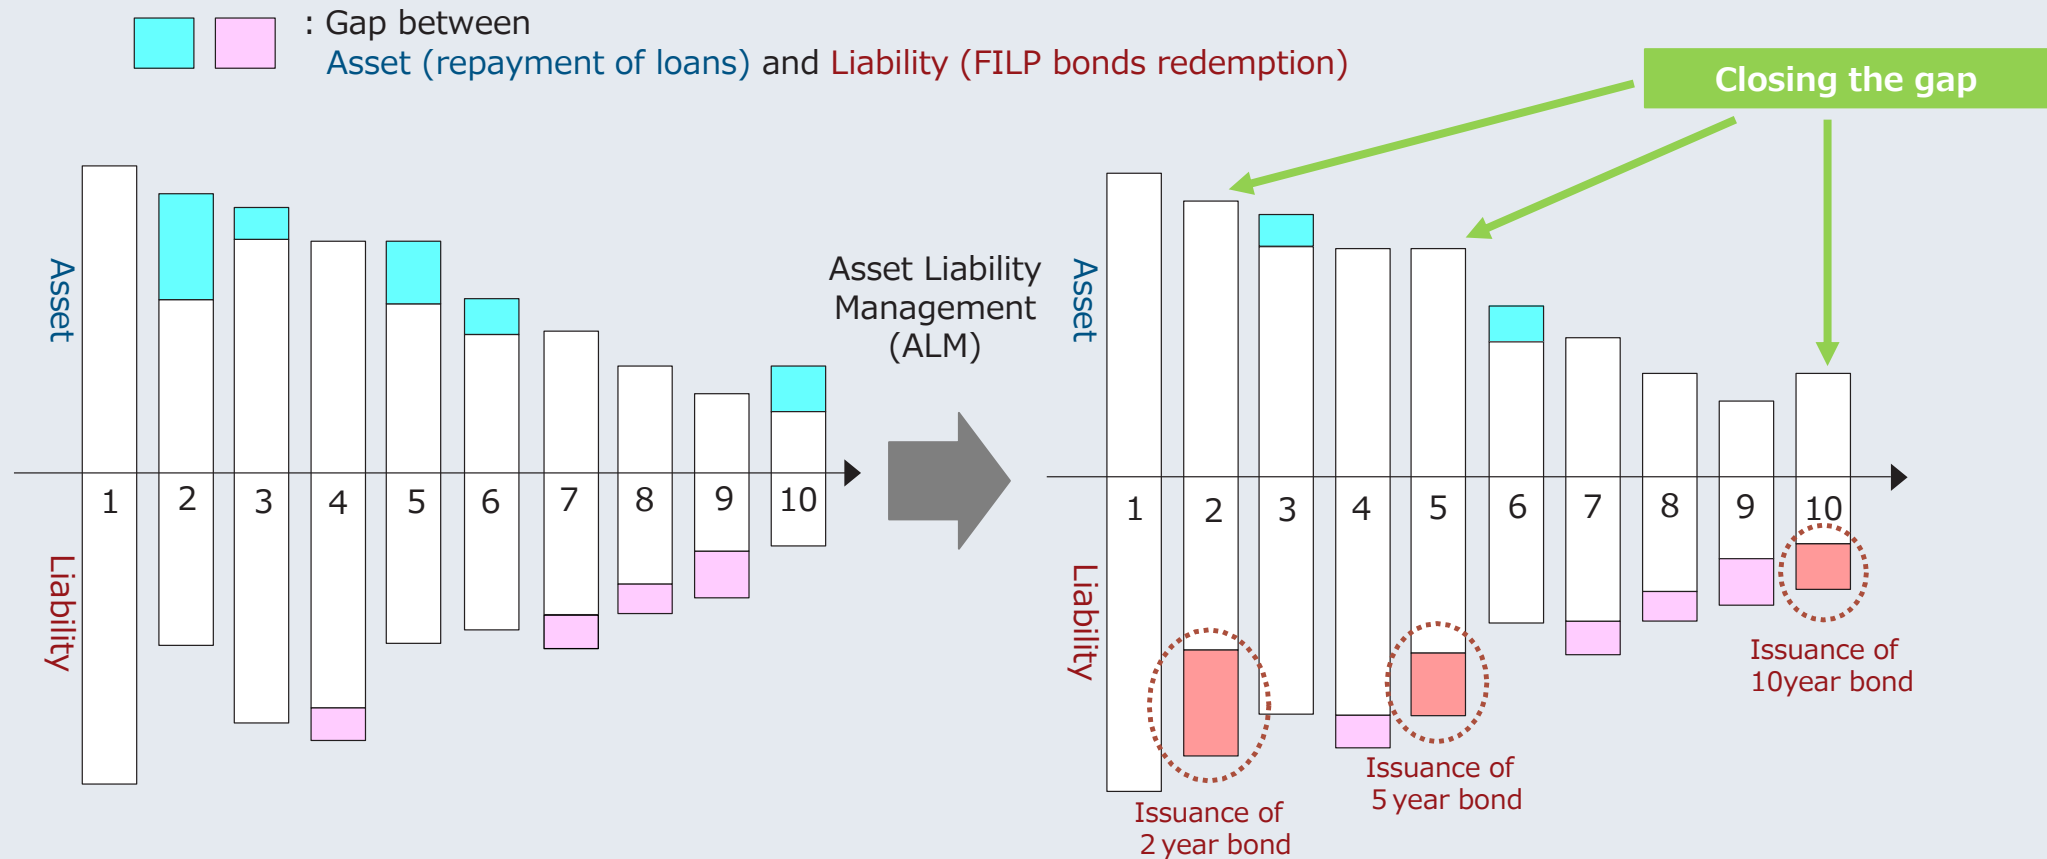 : Gap between
Asset (repayment of loans) and Liability (FILP bonds redemption)
Closing the gap
Asset
Liability
1 2 3 4 5 6 7 8 9 10
Asset Liability
Management
(ALM)
Asset
Liability
1 2 3 4 5 6 7 8 9 10
Issuance of
2 year bond
Issuance of
5 year bond
Issuance of
10year bond